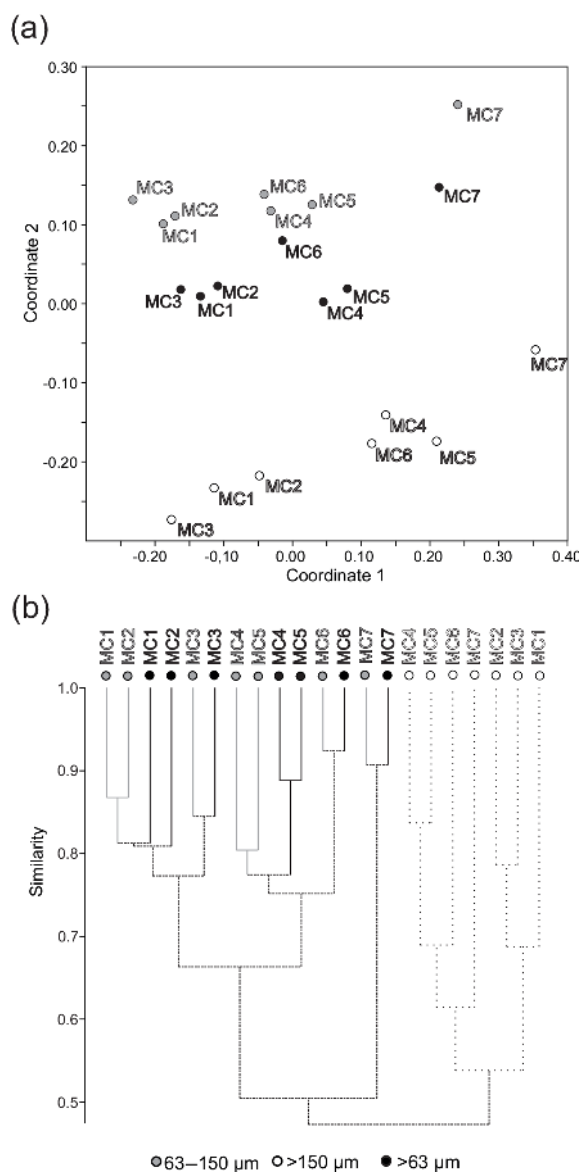 (a)
0.30
MC7
0.20
MC3
MC6
MC7
MC2
MC5
MC4
0.10
MC1
MC6
Coordinate 2
MC2
MC5
0.00
MC3
MC1
MC4
MC7
-0.10
MC4
MC6
MC5
-0.20
MC2
MC1
MC3
-0.20 -0,10 0.00 0.10 0.20 0.30 0.40
Coordinate 1
(b)
MC1 MC2 MC1 MC2 MC3 MC3 MC4 MC5 MC4 MC5 MC6 MC6 MC7 MC7 MC4 MC5 MC6 MC7 MC2 MC3 MC1
1.0
0.9
0.8
Similarity
0.7
0.6
0.5
63–150 µm >150 µm >63 µm